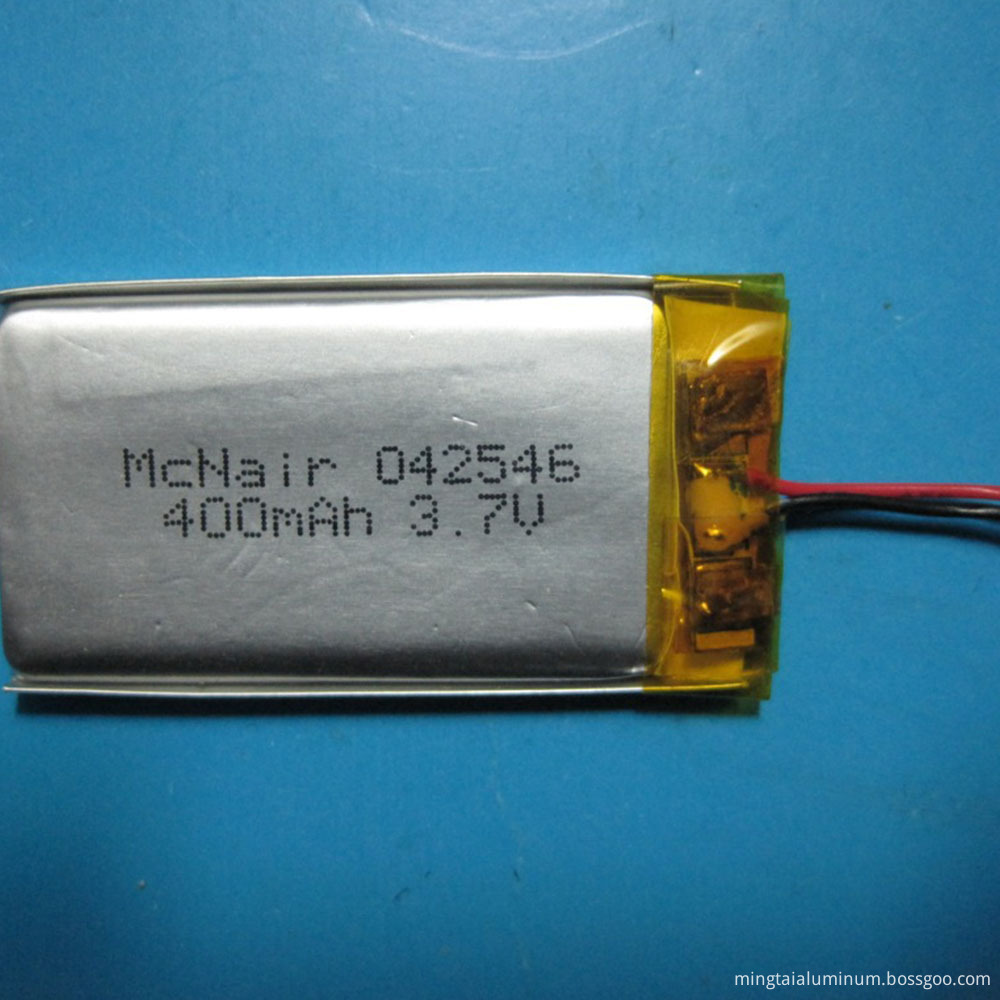 McNair 042546
400mAh 3.7V
mingtaialuminum.bossgoo.com